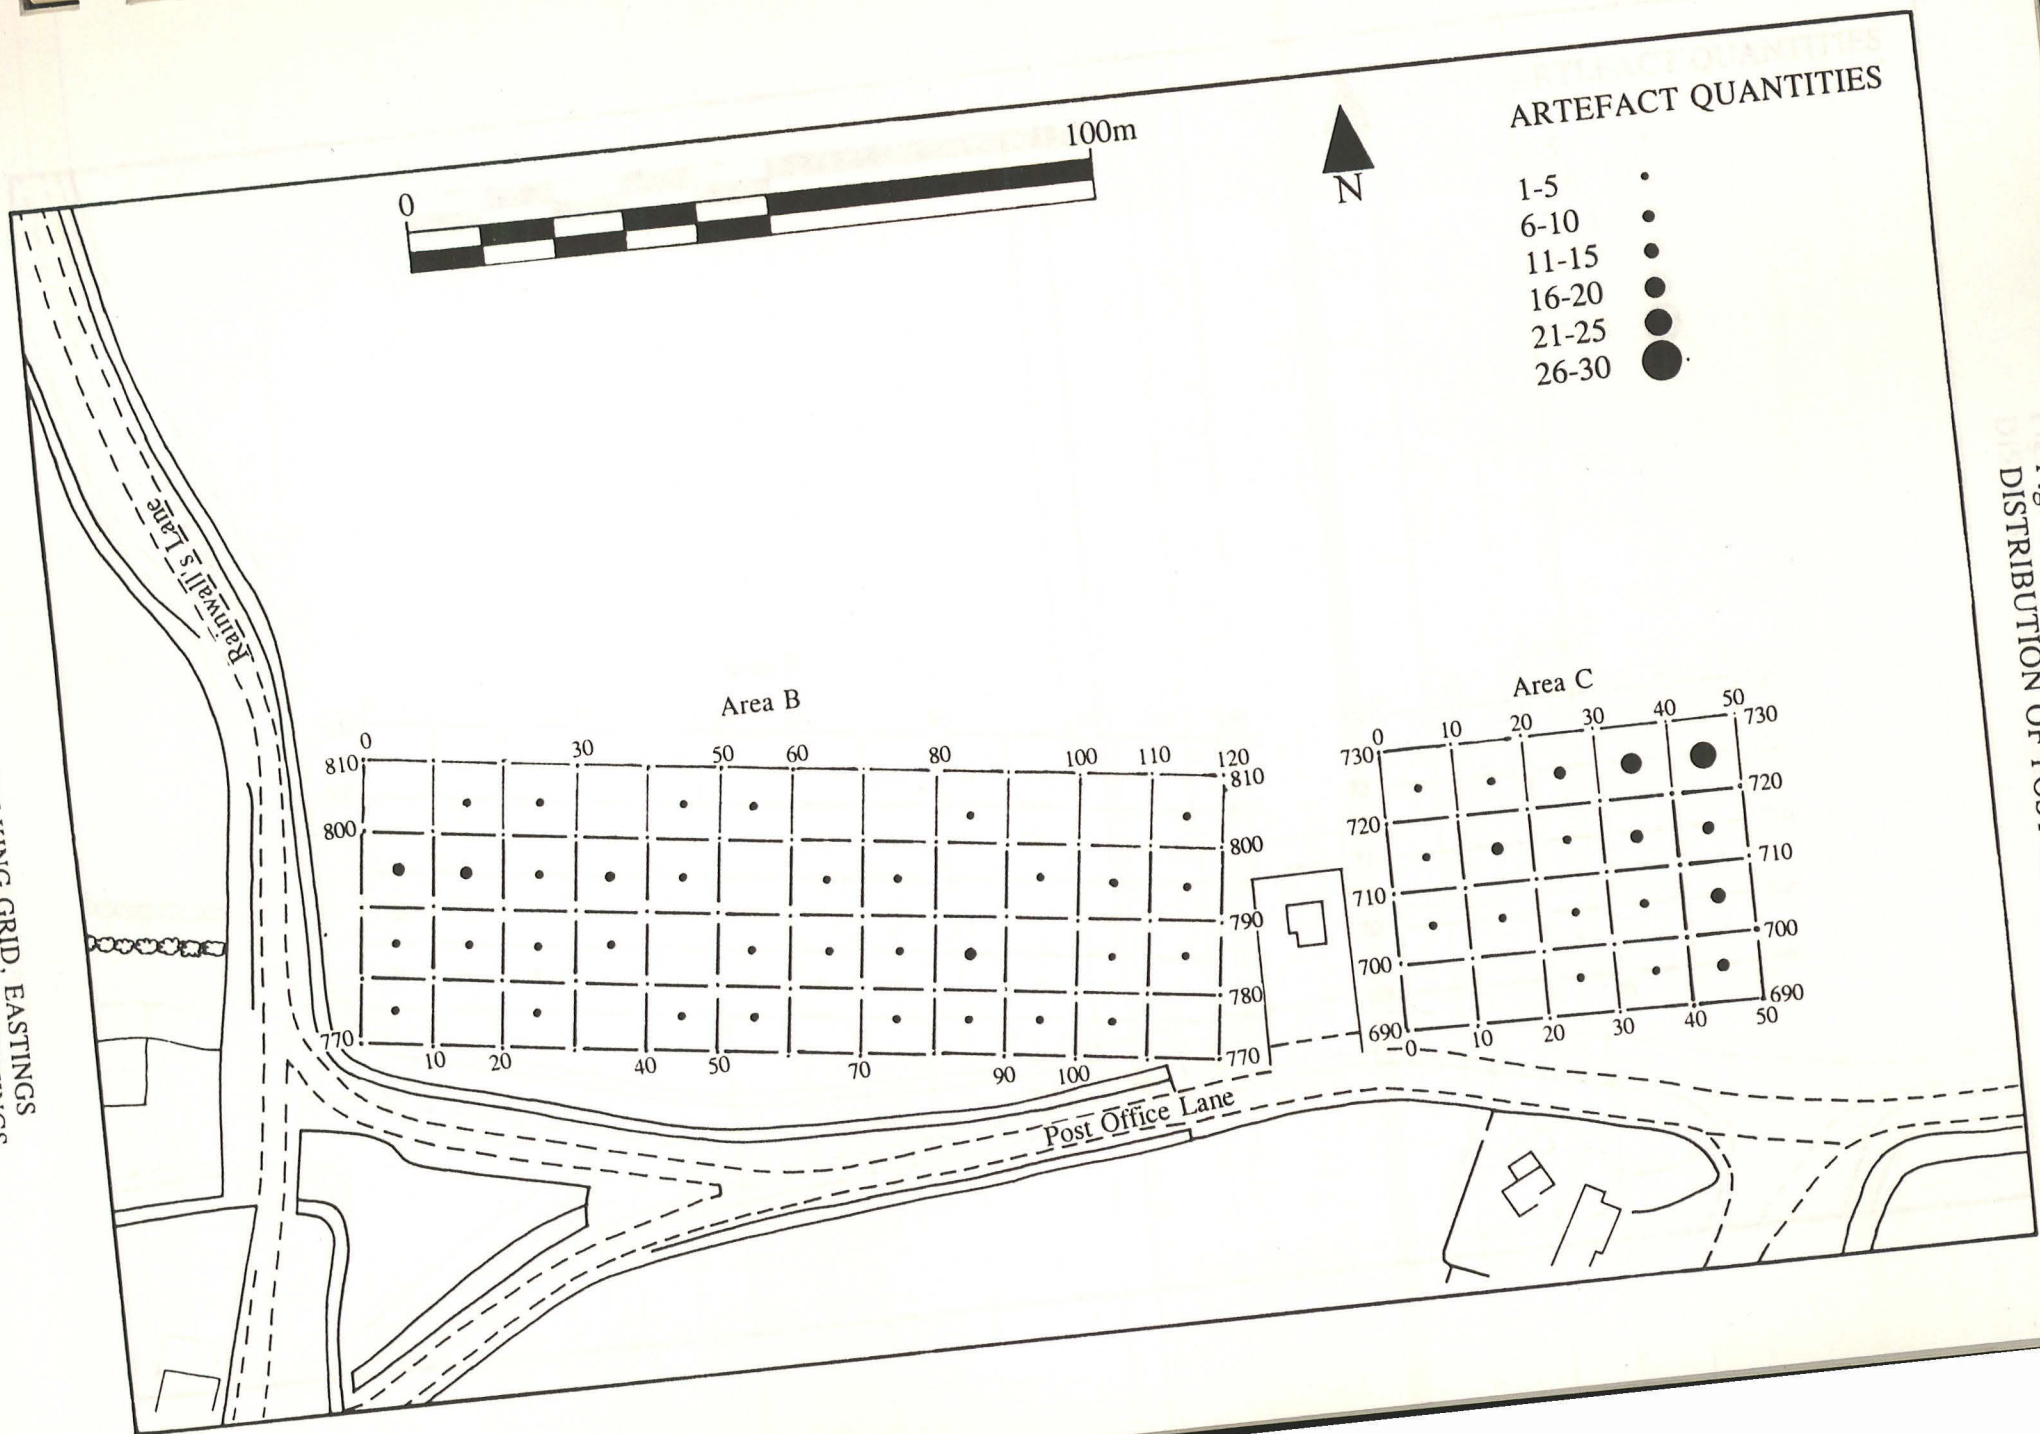 ARTEFACT QUANTITIES
1-5
6-10
11-15
16-20
21-25
26-30
0 100m
N
Rainwall's Lane
Area B
0 30 50 60 80 100 110 120
810 810
800 800
790
780
770 770
10 20 40 50 70 90 100
Area C
0 10 20 30 40 50
730 730
720 720
710 710
700 700
690 690
0 10 20 30 40 50
Post Office Lane
GRID, EASTINGS
DISTRIBUTION OF